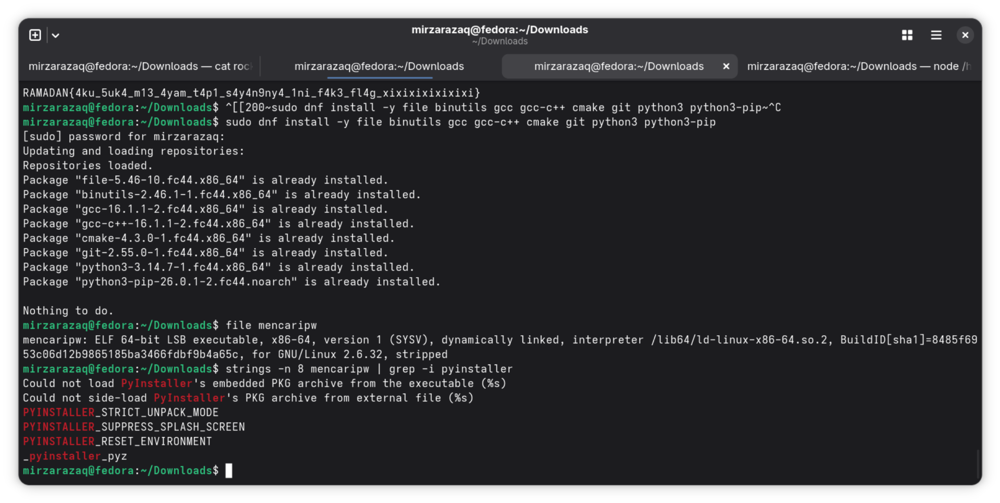 mirzarazaq@fedora:~/Downloads
~/Downloads
mirzarazaq@fedora:~/Downloads — cat roc
mirzarazaq@fedora:~/Downloads
mirzarazaq@fedora:~/Downloads
mirzarazaq@fedora:~/Downloads — node /h
RAMADAN{4ku_5uk4_m13_4yam_t4p1_s4y4n9ny4_1ni_f4k3_fl4g_xixixixixixixi}
mirzarazaq@fedora:~/Downloads$ ^[[200~sudo dnf install -y file binutils gcc gcc-c++ cmake git python3 python3-pip~^C
mirzarazaq@fedora:~/Downloads$ sudo dnf install -y file binutils gcc gcc-c++ cmake git python3 python3-pip
[sudo] password for mirzarazaq:
Updating and loading repositories:
Repositories loaded.
Package "file-5.46-10.fc44.x86_64" is already installed.
Package "binutils-2.46.1-1.fc44.x86_64" is already installed.
Package "gcc-16.1.1-2.fc44.x86_64" is already installed.
Package "gcc-c++-16.1.1-2.fc44.x86_64" is already installed.
Package "cmake-4.3.0-1.fc44.x86_64" is already installed.
Package "git-2.55.0-1.fc44.x86_64" is already installed.
Package "python3-3.14.7-1.fc44.x86_64" is already installed.
Package "python3-pip-26.0.1-2.fc44.noarch" is already installed.
Nothing to do.
mirzarazaq@fedora:~/Downloads$ file mencaripw
mencaripw: ELF 64-bit LSB executable, x86-64, version 1 (SYSV), dynamically linked, interpreter /lib64/ld-linux-x86-64.so.2, BuildID[sha1]=8485f69
53c06d12b9865185ba3466fdbf9b4a65c, for GNU/Linux 2.6.32, stripped
mirzarazaq@fedora:~/Downloads$ strings -n 8 mencaripw | grep -i pyinstaller
Could not load PyInstaller's embedded PKG archive from the executable (%s)
Could not side-load PyInstaller's PKG archive from external file (%s)
PYINSTALLER_STRICT_UNPACK_MODE
PYINSTALLER_SUPPRESS_SPLASH_SCREEN
PYINSTALLER_RESET_ENVIRONMENT
_pyinstaller_pyz
mirzarazaq@fedora:~/Downloads$